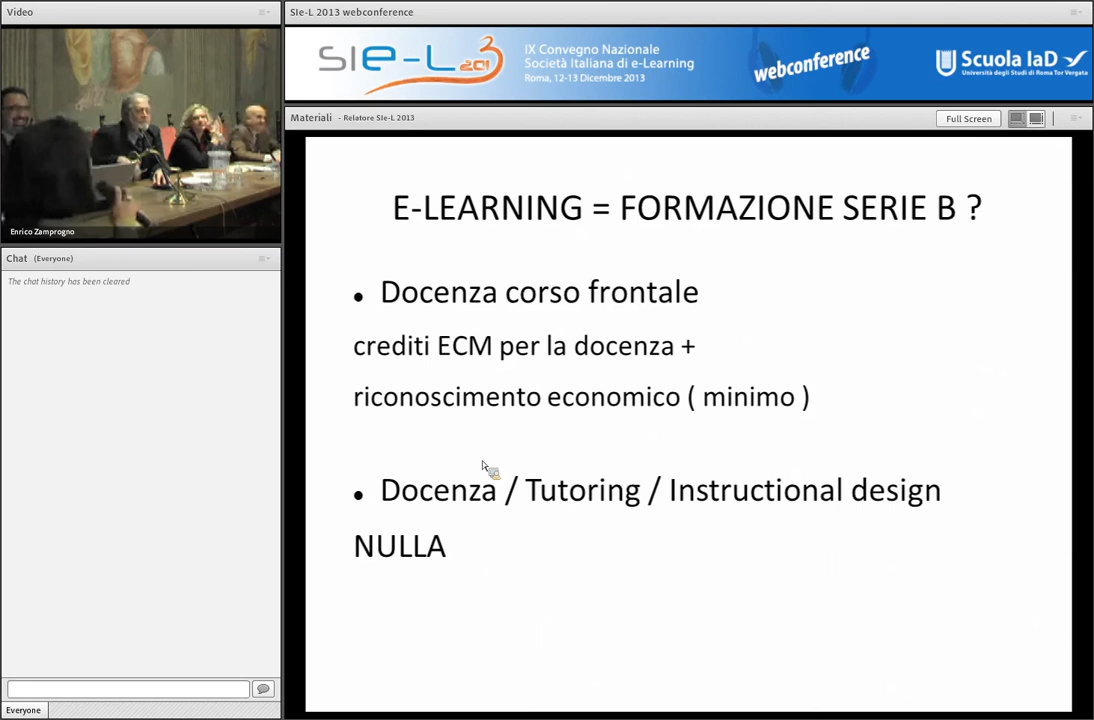 Video
SIe-L 2013 webconference
SIe-L 2013
IX Convegno Nazionale
Società Italiana di e-Learning
Roma, 12-13 Dicembre 2013
webconference
Scuola IaD
Università degli Studi di Roma Tor Vergata
Materiali - Relatore SIe-L 2013
Full Screen
Enrico Zamprogno
Chat (Everyone)
The chat history has been cleared
E-LEARNING = FORMAZIONE SERIE B ?
• Docenza corso frontale
crediti ECM per la docenza +
riconoscimento economico ( minimo )
• Docenza / Tutoring / Instructional design
NULLA
Everyone